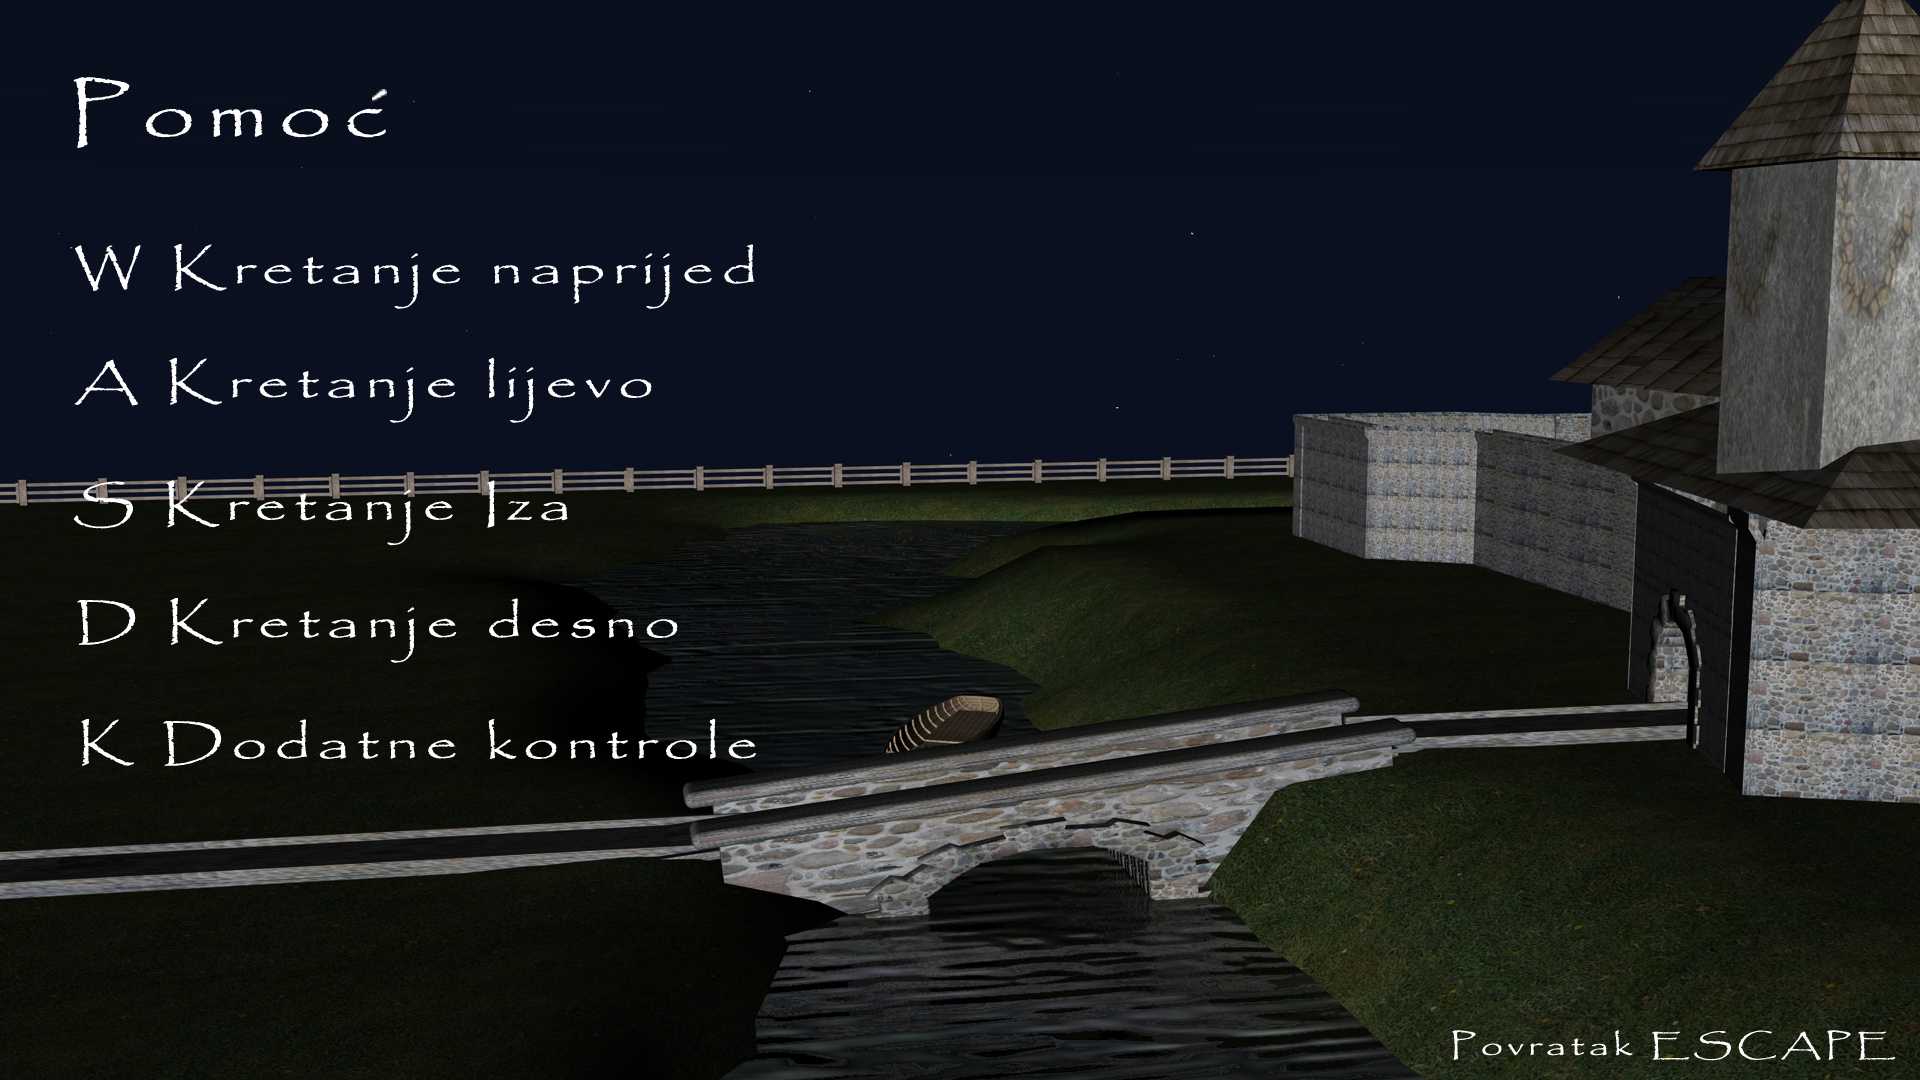 Pomoć
W Kretanje naprijed
A Kretanje lijevo
S Kretanje Iza
D Kretanje desno
K Dodatne kontrole
Povratak ESCAPE